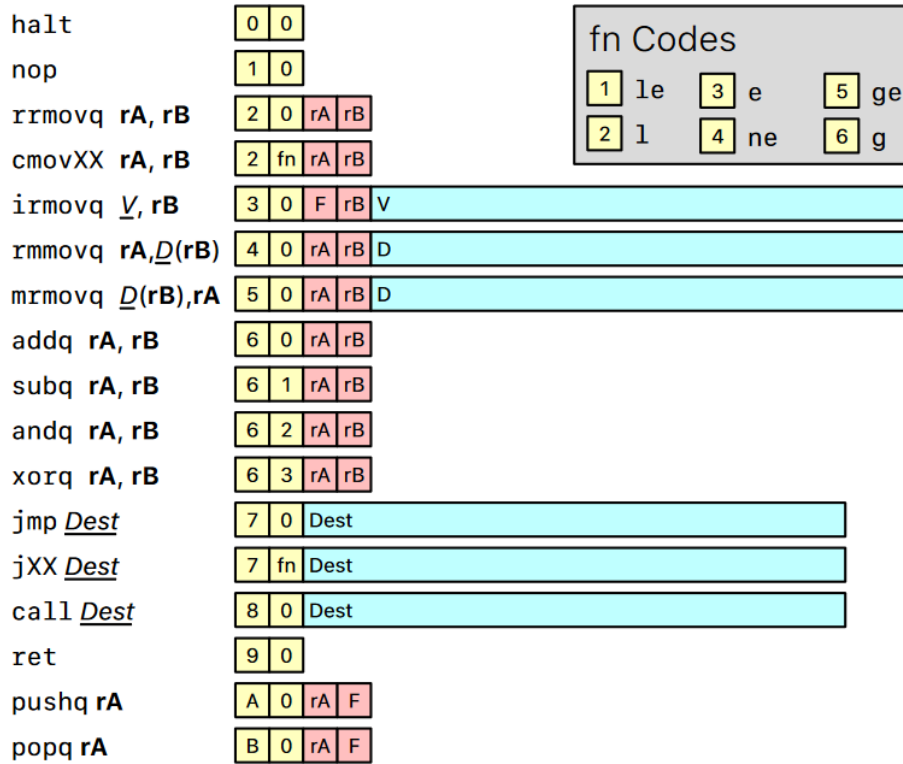 halt 0 0
nop 1 0
rrmovq rA, rB 2 0 rA rB
cmovXX rA, rB 2 fn rA rB
irmovq V, rB 3 0 F rB V
rmmovq rA,D(rB) 4 0 rA rB D
mrmovq D(rB),rA 5 0 rA rB D
addq rA, rB 6 0 rA rB
subq rA, rB 6 1 rA rB
andq rA, rB 6 2 rA rB
xorq rA, rB 6 3 rA rB
jmp Dest 7 0 Dest
jXX Dest 7 fn Dest
call Dest 8 0 Dest
ret 9 0
pushq rA A 0 rA F
popq rA B 0 rA F
fn Codes
1 le 3 e 5 ge
2 l 4 ne 6 g